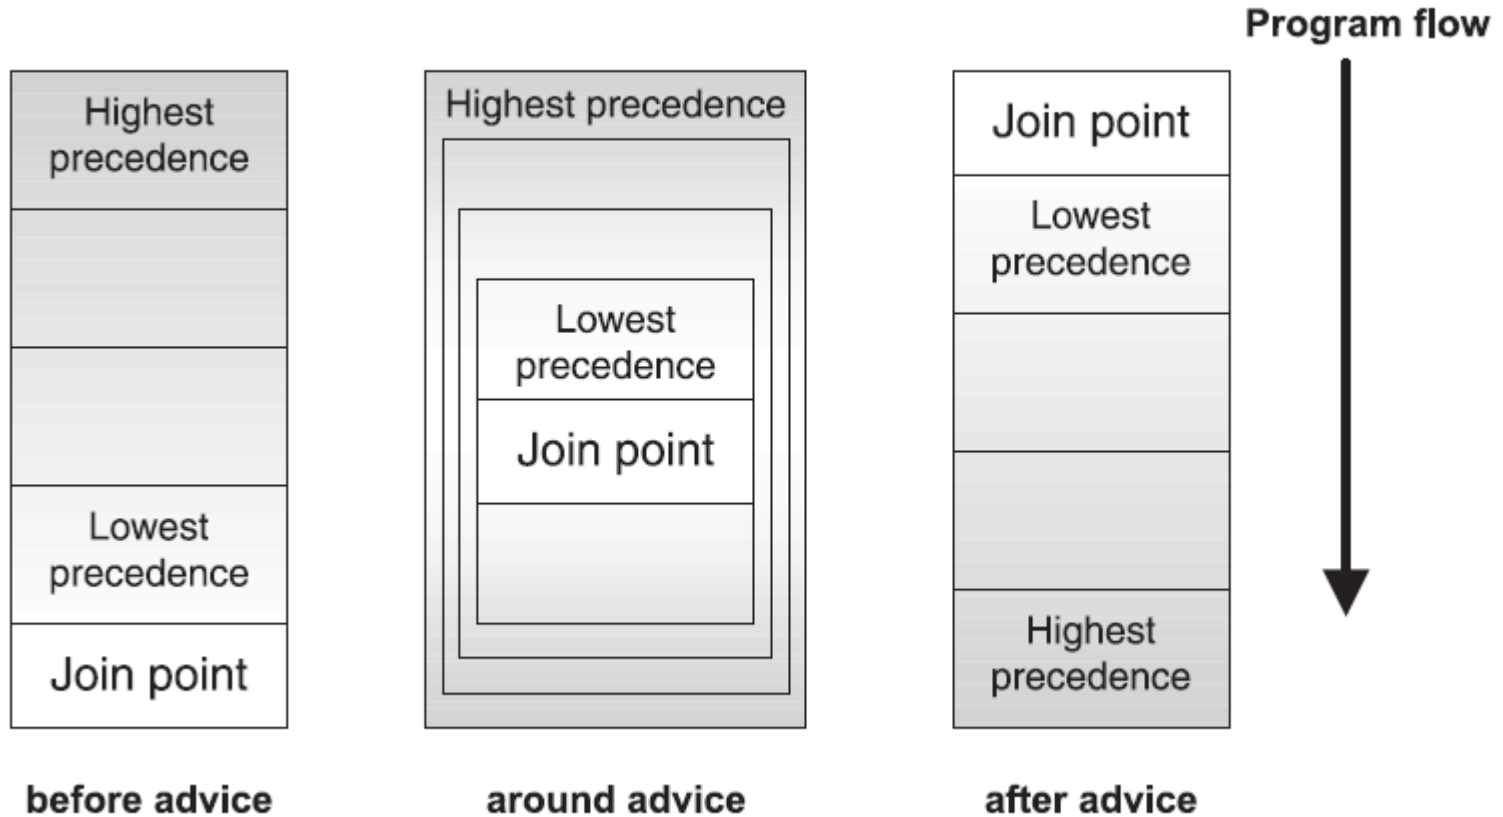 Program flow
Highest
precedence
Lowest
precedence
Join point
before advice
Highest precedence
Lowest
precedence
Join point
around advice
Join point
Lowest
precedence
Highest
precedence
after advice